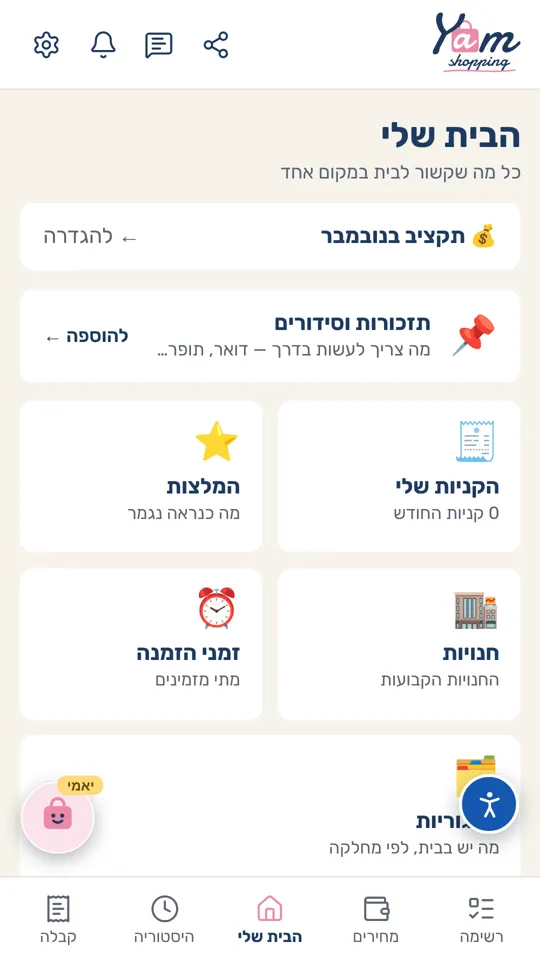 Yam
shopping
הבית שלי
כל מה שקשור לבית במקום אחד
תקציב בנובמבר
להגדרה ←
תזכורות וסידורים
מה צריך לעשות בדרך — דואר, תופר...
להוספה ←
הקניות שלי
0 קניות החודש
המלצות
מה כנראה נגמר
חנויות
החנויות הקבועות
זמני הזמנה
מתי מזמינים
וריות
מה יש בבית, לפי מחלקה
יאמי
רשימה
מחירים
הבית שלי
היסטוריה
קבלה